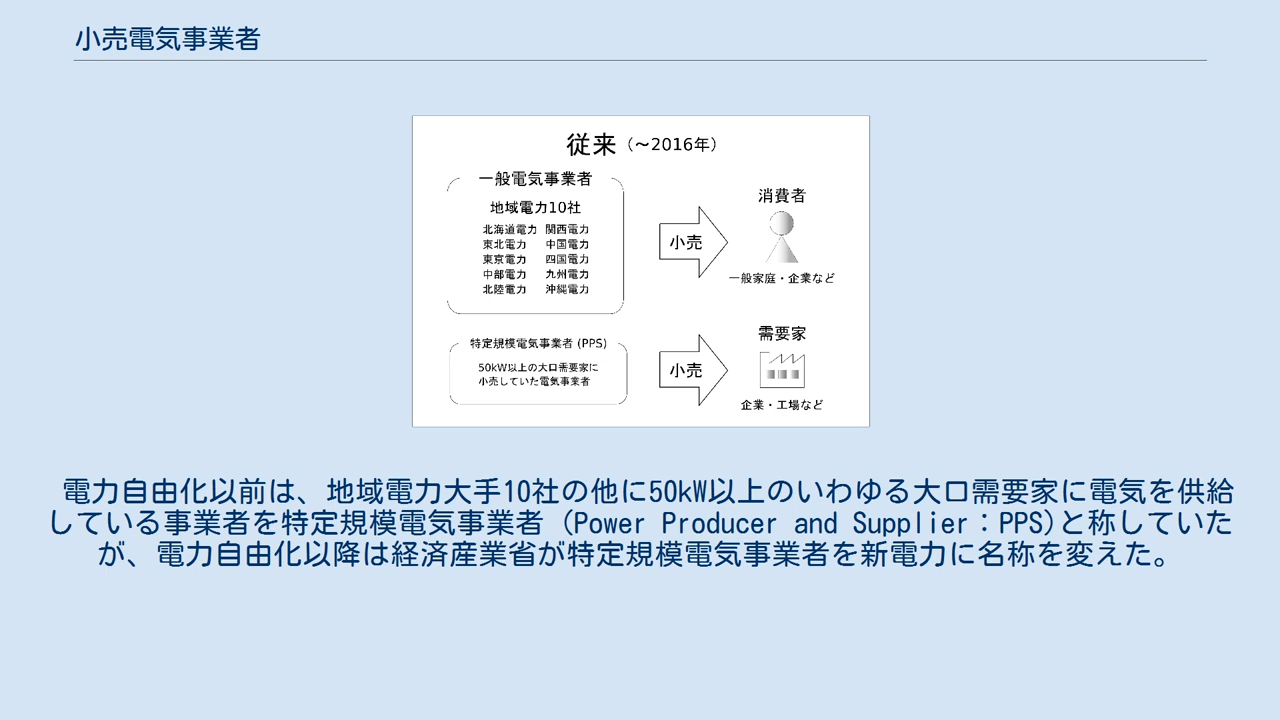 小売電気事業者
従来（～2016年）
一般電気事業者
地域電力10社
北海道電力 関西電力
東北電力 中国電力
東京電力 四国電力
中部電力 九州電力
北陸電力 沖縄電力
小売
消費者
一般家庭・企業など
特定規模電気事業者 (PPS)
50kW以上の大口需要家に
小売していた電気事業者
小売
需要家
企業・工場など
電力自由化以前は、地域電力大手10社の他に50kW以上のいわゆる大口需要家に電気を供給
している事業者を特定規模電気事業者 (Power Producer and Supplier：PPS)と称していた
が、電力自由化以降は経済産業省が特定規模電気事業者を新電力に名称を変えた。